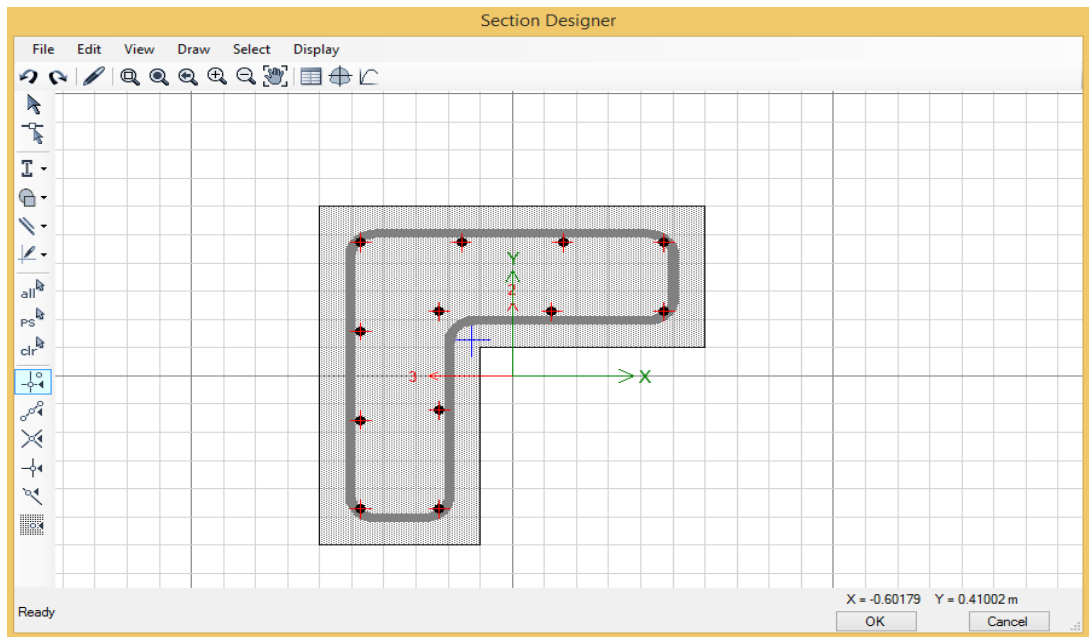 Section Designer
File Edit View Draw Select Display
all
PS
clr
Y
2
3
X
X = -0.60179 Y = 0.41002 m
Ready
OK Cancel